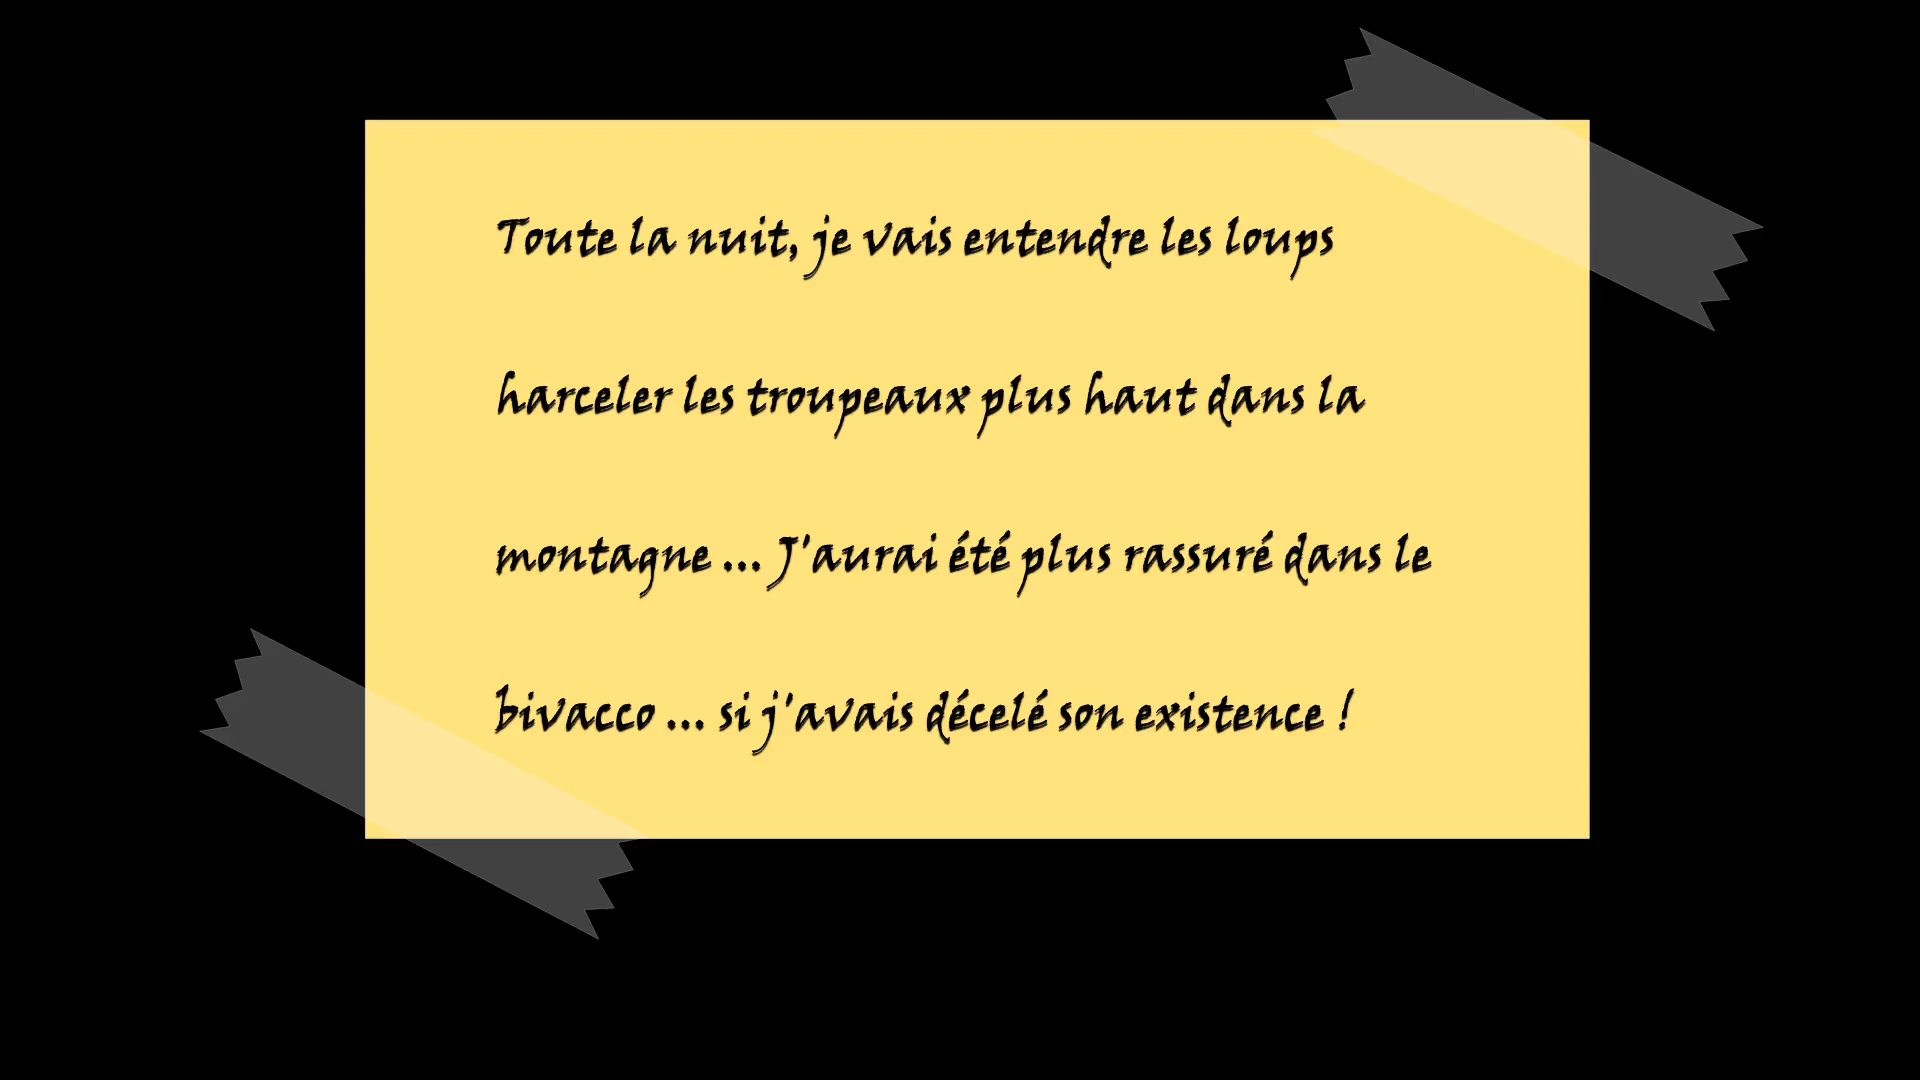 Toute la nuit, je vais entendre les loups
harceler les troupeaux plus haut dans la
montagne ... J'aurai été plus rassuré dans le
bivacco ... si j'avais décelé son existence !